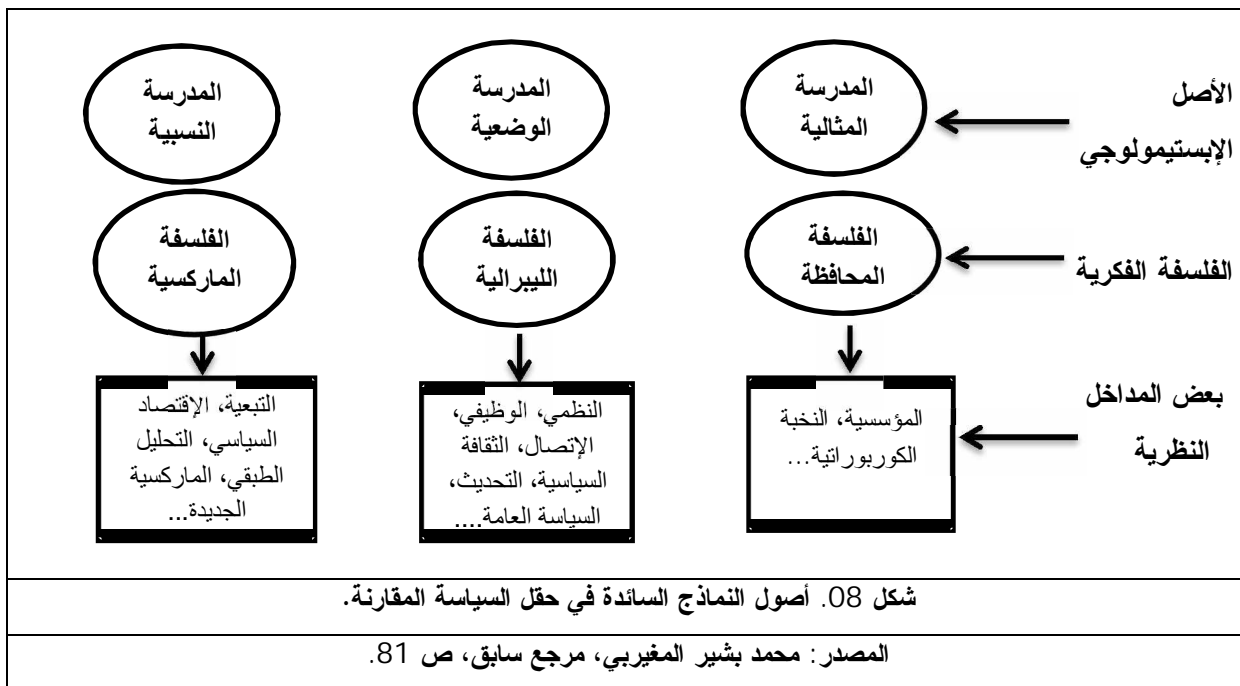 الأصل
الإبستيمولوجي
المدرسة
المثالية
المدرسة
الوضعية
المدرسة
النسبية
الفلسفة الفكرية
الفلسفة
المحافظة
الفلسفة
الليبرالية
الفلسفة
الماركسية
بعض المداخل
النظرية
المؤسسية، النخبة
الكوربوراتية...
النظمي، الوظيفي،
الإتصال، الثقافة
السياسية، التحديث،
السياسة العامة....
التبعية، الإقتصاد
السياسي، التحليل
الطبقي، الماركسية
الجديدة...
شكل 08. أصول النماذج السائدة في حقل السياسة المقارنة.
المصدر: محمد بشير المغيربي، مرجع سابق، ص 81.